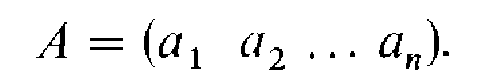 A = (a₁ a₂ … aₙ).